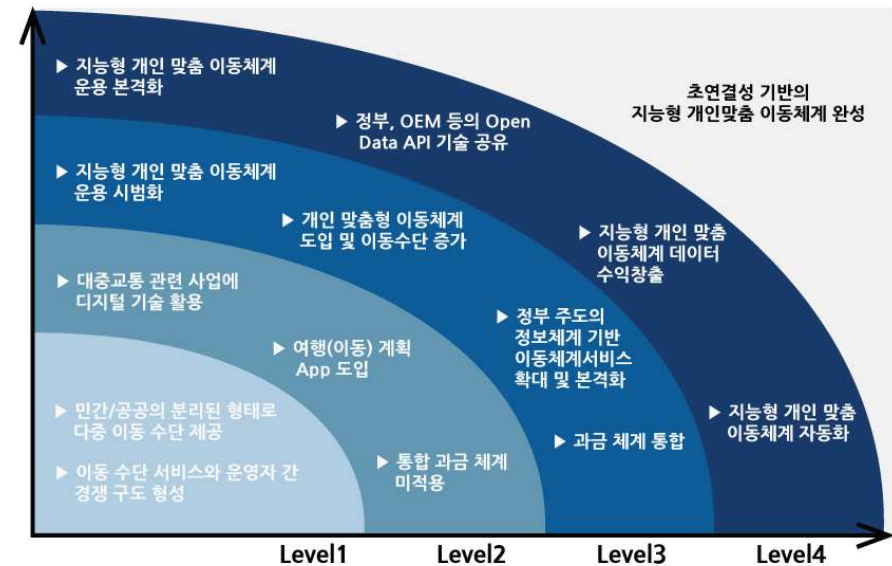 ▶ 지능형 개인 맞춤 이동체계
운용 본격화
초연결성 기반의
지능형 개인맞춤 이동체계 완성
▶ 정부, OEM 등의 Open
Data API 기술 공유
▶ 지능형 개인 맞춤 이동체계
운용 시범화
▶ 개인 맞춤형 이동체계
도입 및 이동수단 증가
▶ 지능형 개인 맞춤
이동체계 데이터
수익창출
▶ 대중교통 관련 사업에
디지털 기술 활용
▶ 정부 주도의
정보체계 기반
이동체계서비스
확대 및 본격화
▶ 여행(이동) 계획
App 도입
▶ 민간/공공의 분리된 형태로
다중 이동 수단 제공
▶ 지능형 개인 맞춤
이동체계 자동화
▶ 과금 체계 통합
▶ 통합 과금 체계
미적용
▶ 이동 수단 서비스와 운영자 간
경쟁 구도 형성
Level1
Level2
Level3
Level4